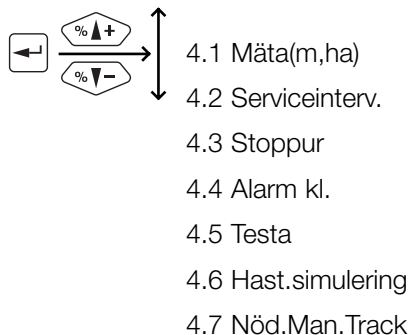 %+
%-
4.1 Mäta(m,ha)
4.2 Serviceinterv.
4.3 Stoppur
4.4 Alarm kl.
4.5 Testa
4.6 Hast.simulering
4.7 Nöd.Man.Track